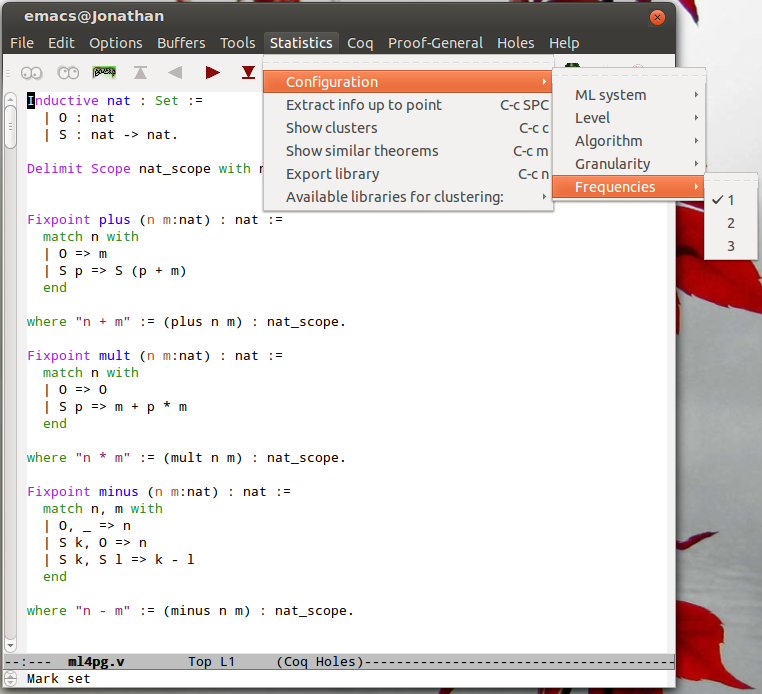 emacs@Jonathan
File Edit Options Buffers Tools Statistics Coq Proof-General Holes Help
Configuration
Extract info up to point C-c SPC
Show clusters C-c c
Show similar theorems C-c m
Export library C-c n
Available libraries for clustering:
ML system
Level
Algorithm
Granularity
Frequencies
✓ 1
2
3
Inductive nat : Set :=
  | O : nat
  | S : nat -> nat.
Delimit Scope nat_scope with
Fixpoint plus (n m:nat) : nat :=
  match n with
  | O => m
  | S p => S (p + m)
  end
where "n + m" := (plus n m) : nat_scope.
Fixpoint mult (n m:nat) : nat :=
  match n with
  | O => O
  | S p => m + p * m
  end
where "n * m" := (mult n m) : nat_scope.
Fixpoint minus (n m:nat) : nat :=
  match n, m with
  | O, _ => n
  | S k, O => n
  | S k, S l => k - l
  end
where "n - m" := (minus n m) : nat_scope.
--:--- ml4pg.v Top L1 (Coq Holes)---------------------------------------
Mark set